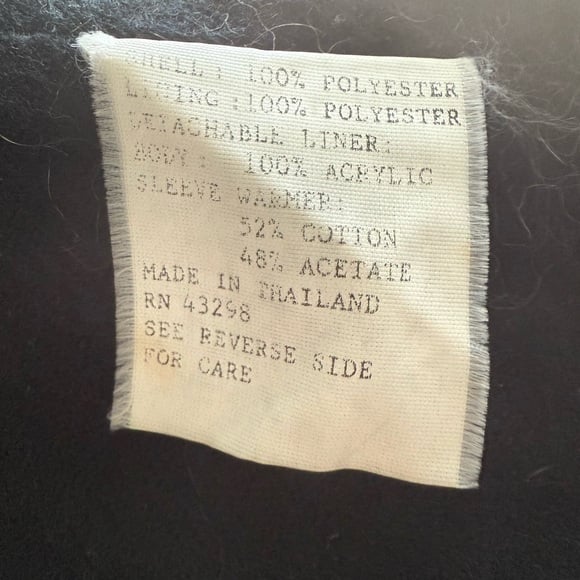 SHELL: 100% POLYESTER
LINING: 100% POLYESTER
DETACHABLE LINER:
BODY: 100% ACRYLIC
SLEEVE WARMER:
52% COTTON
48% ACETATE
MADE IN THAILAND
RN 43298
SEE REVERSE SIDE
FOR CARE